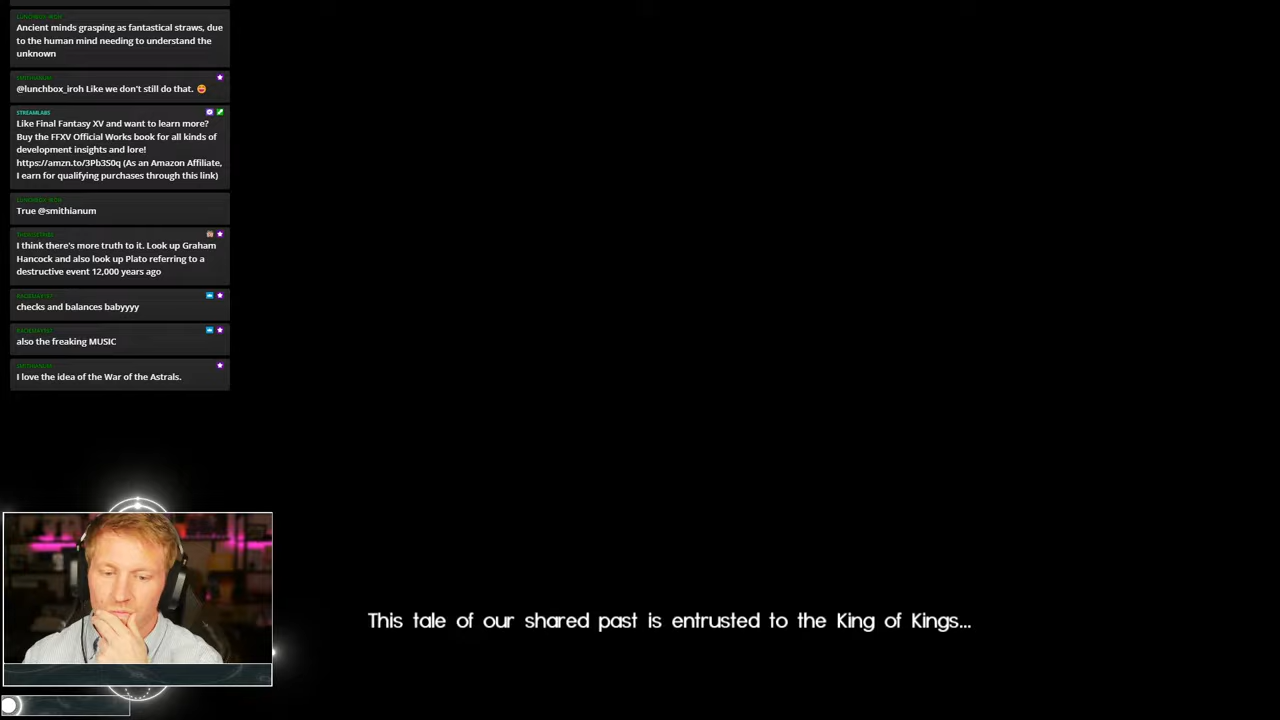 LUNCHBOX_IROH
Ancient minds grasping as fantastical straws, due
to the human mind needing to understand the
unknown
SMITHIANUM
@lunchbox_iroh Like we don't still do that. 😅
STREAMLABS
Like Final Fantasy XV and want to learn more?
Buy the FFXV Official Works book for all kinds of
development insights and lore!
https://amzn.to/3Pb3S0q (As an Amazon Affiliate,
I earn for qualifying purchases through this link)
LUNCHBOX_IROH
True @smithianum
I think there's more truth to it. Look up Graham
Hancock and also look up Plato referring to a
destructive event 12,000 years ago
checks and balances babyyyy
also the freaking MUSIC
SMITHIANUM
I love the idea of the War of the Astrals.
This tale of our shared past is entrusted to the King of Kings...